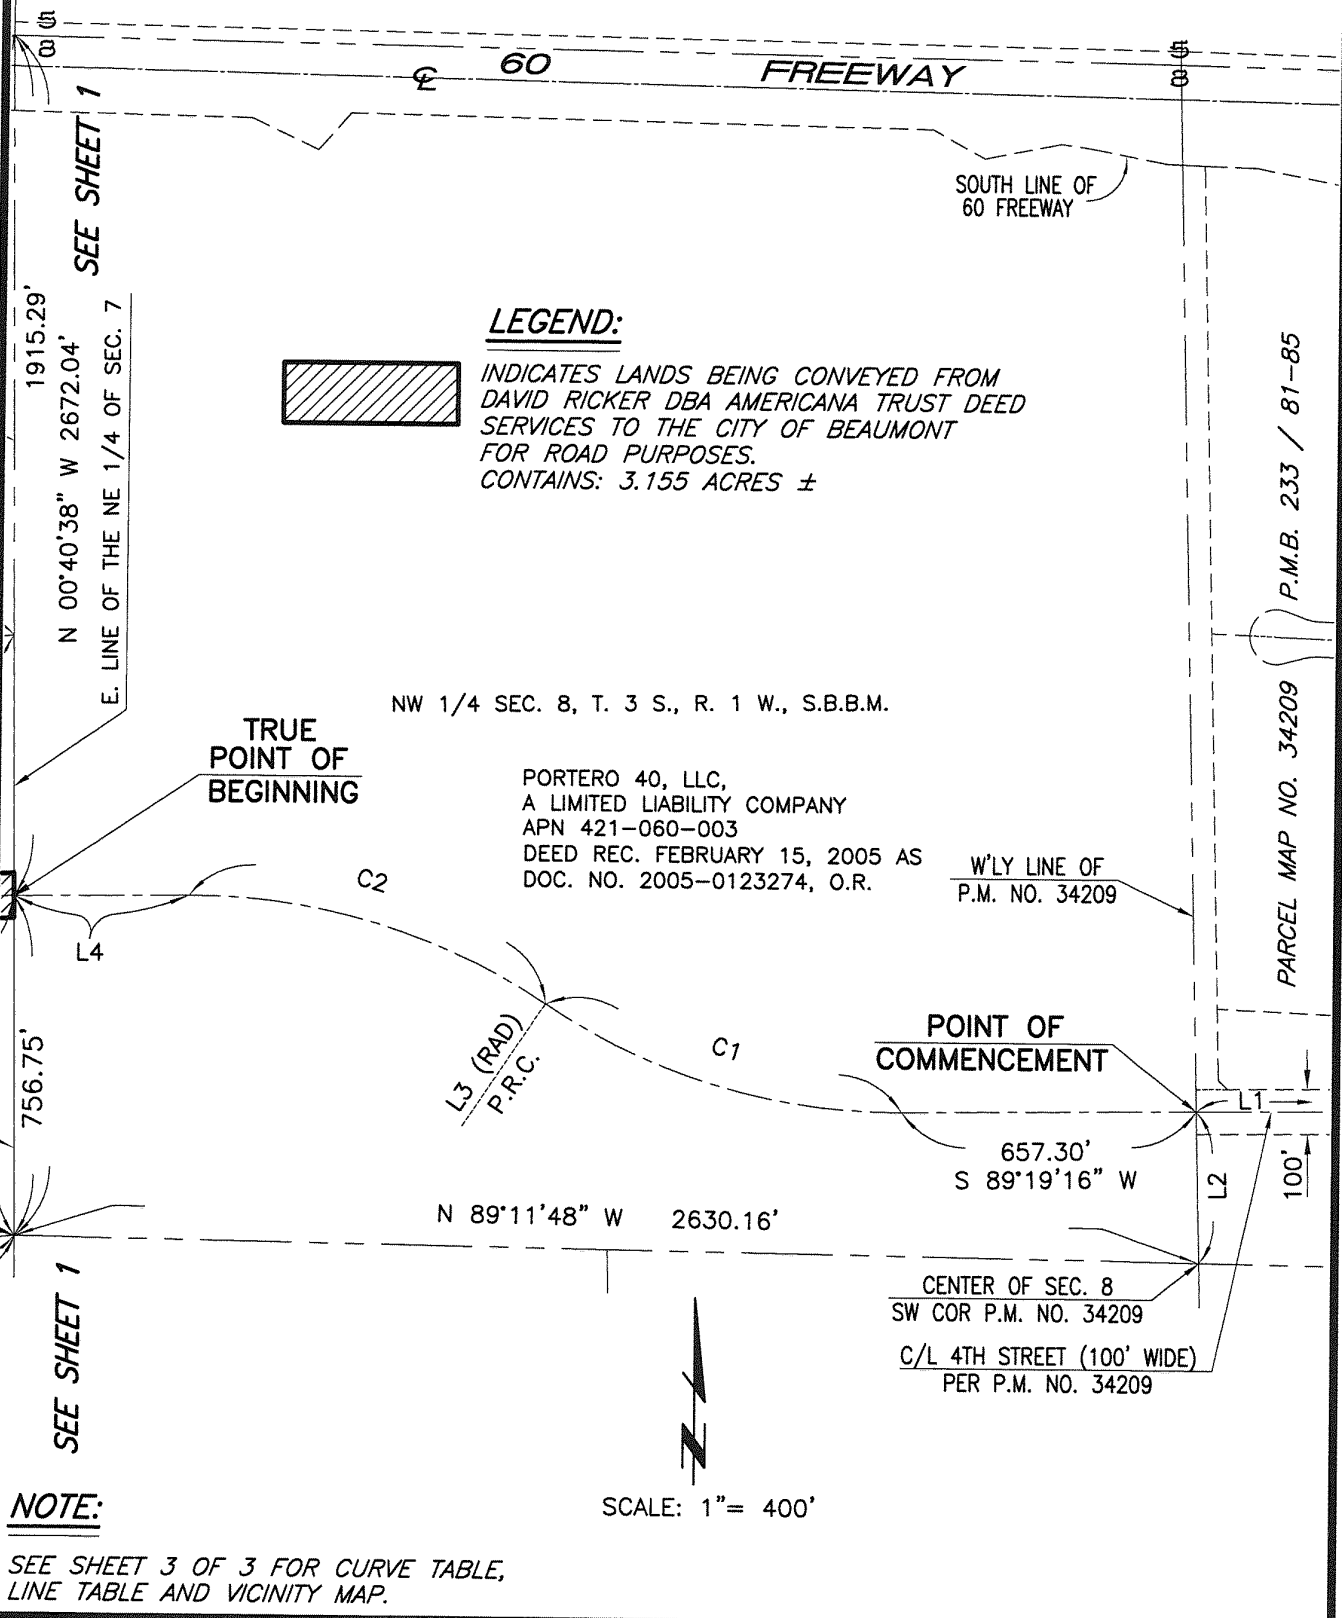 5
8
5
8
℄ 60 FREEWAY
SEE SHEET 1
SOUTH LINE OF
60 FREEWAY
1915.29'
N 00°40'38" W 2672.04'
E. LINE OF THE NE 1/4 OF SEC. 7
LEGEND:
INDICATES LANDS BEING CONVEYED FROM
DAVID RICKER DBA AMERICANA TRUST DEED
SERVICES TO THE CITY OF BEAUMONT
FOR ROAD PURPOSES.
CONTAINS: 3.155 ACRES ±
PARCEL MAP NO. 34209 P.M.B. 233 / 81-85
NW 1/4 SEC. 8, T. 3 S., R. 1 W., S.B.B.M.
TRUE
POINT OF
BEGINNING
PORTERO 40, LLC,
A LIMITED LIABILITY COMPANY
APN 421-060-003
DEED REC. FEBRUARY 15, 2005 AS
DOC. NO. 2005-0123274, O.R.
W'LY LINE OF
P.M. NO. 34209
C2
L4
L3 (RAD)
P.R.C.
C1
POINT OF
COMMENCEMENT
756.75'
L1
657.30'
S 89°19'16" W
L2
100'
N 89°11'48" W 2630.16'
SEE SHEET 1
CENTER OF SEC. 8
SW COR P.M. NO. 34209
C/L 4TH STREET (100' WIDE)
PER P.M. NO. 34209
N
SCALE: 1"= 400'
NOTE:
SEE SHEET 3 OF 3 FOR CURVE TABLE,
LINE TABLE AND VICINITY MAP.